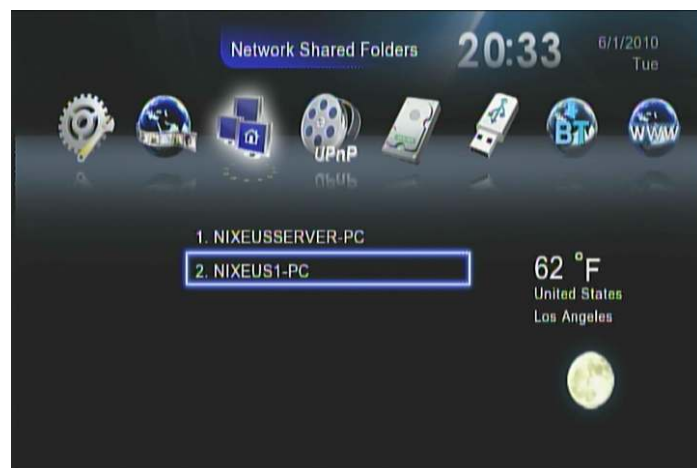 Network Shared Folders
20:33
6/1/2010
Tue
UPnP
BT
WWW
1. NIXEUSSERVER-PC
2. NIXEUS1-PC
62 °F
United States
Los Angeles